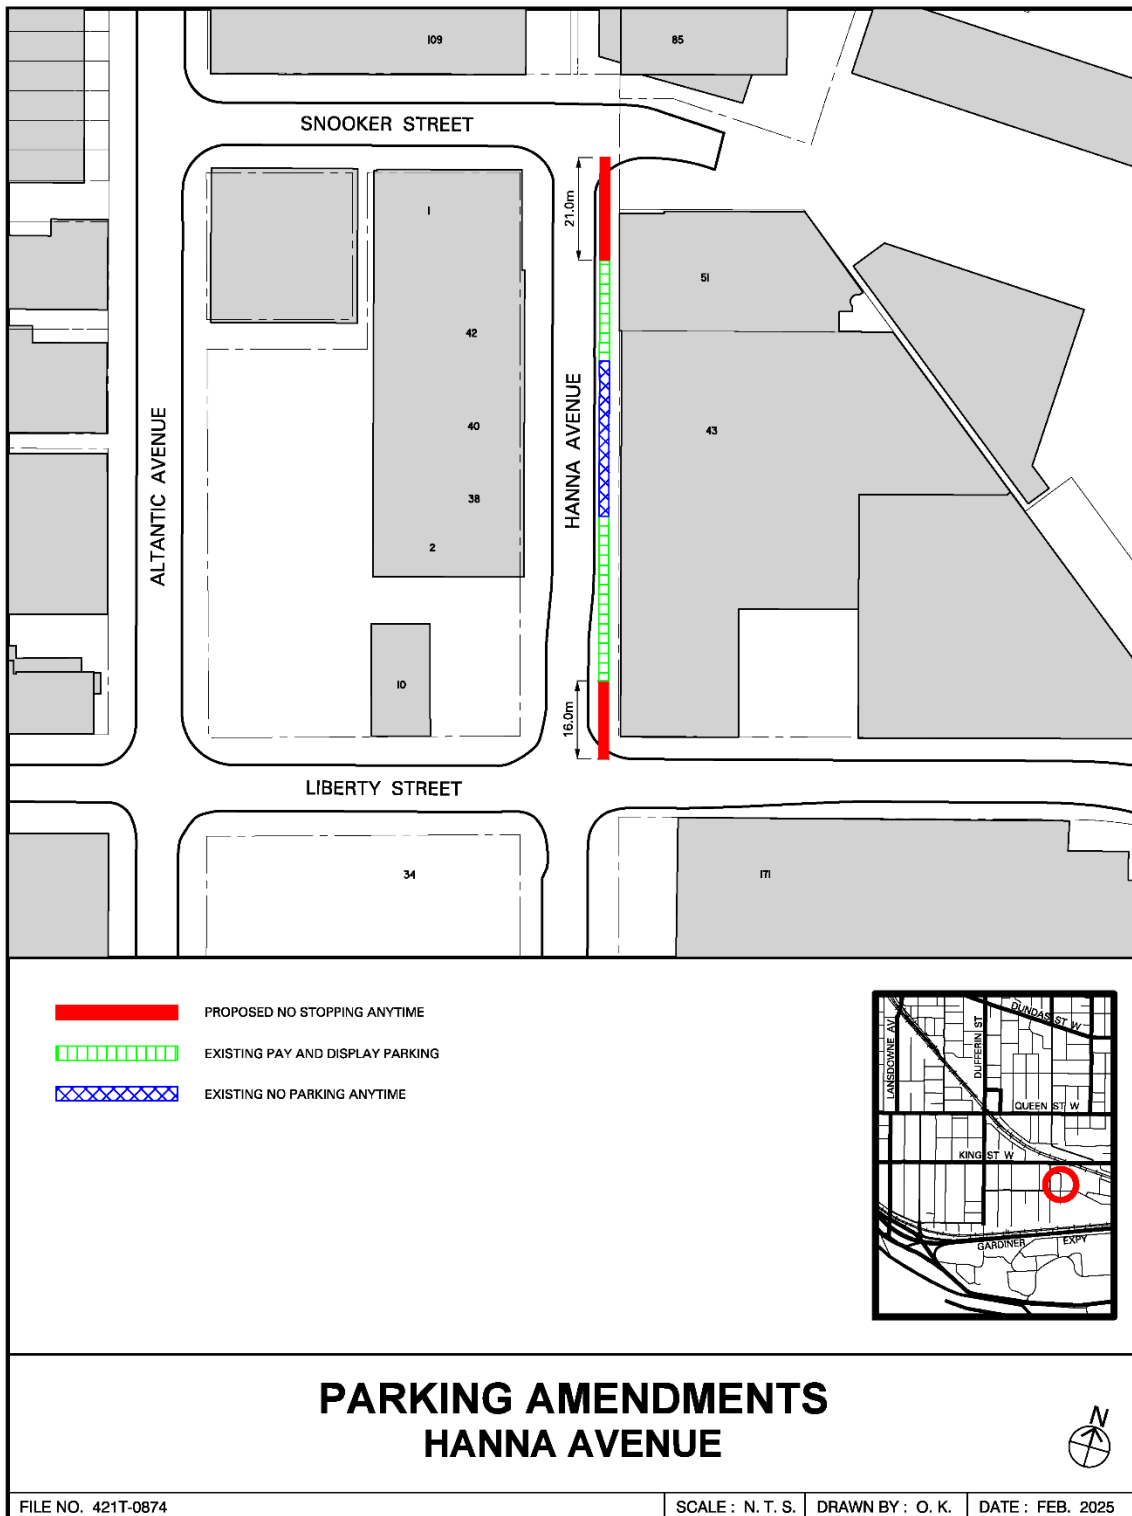 109
85
SNOOKER STREET
1
21.0m
51
42
HANNA AVENUE
40
43
ALTANTIC AVENUE
38
2
10
16.0m
LIBERTY STREET
34
171
PROPOSED NO STOPPING ANYTIME
EXISTING PAY AND DISPLAY PARKING
EXISTING NO PARKING ANYTIME
LANSDOWNE AV
DUFFERIN ST
DUNDAS ST W
QUEEN ST W
KING ST W
GARDINER EXPY
PARKING AMENDMENTS
HANNA AVENUE
N
FILE NO. 421T-0874
SCALE : N. T. S.
DRAWN BY : O. K.
DATE : FEB. 2025